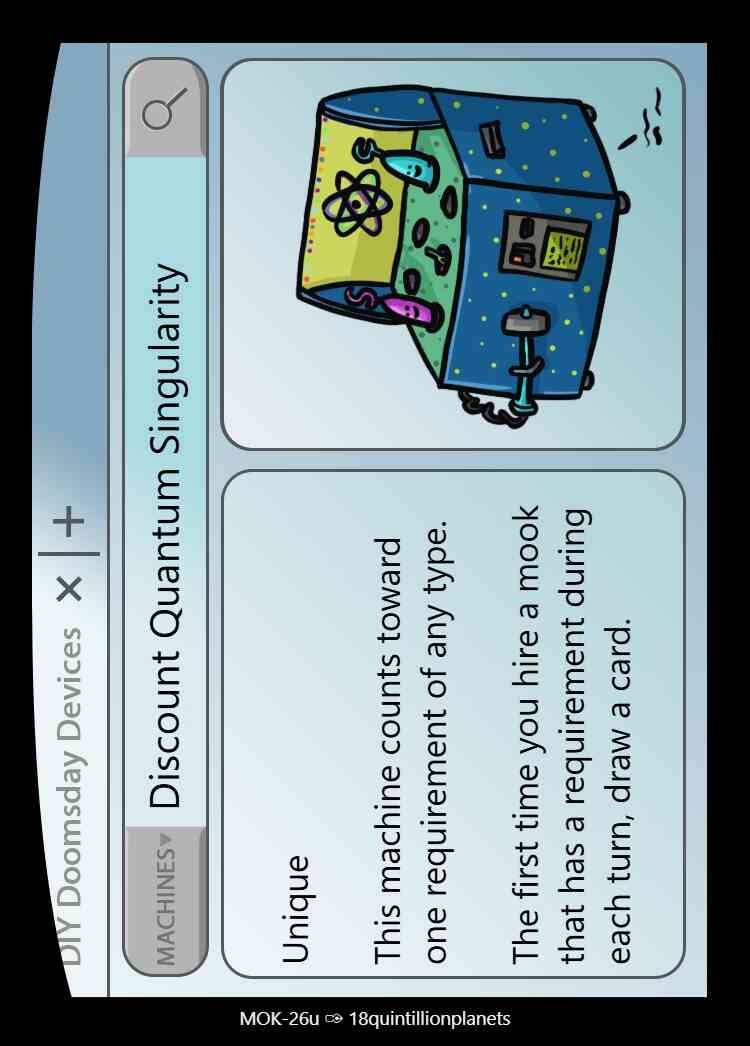 DIY Doomsday Devices × | +
MACHINES▾ Discount Quantum Singularity
Unique
This machine counts toward
one requirement of any type.
The first time you hire a mook
that has a requirement during
each turn, draw a card.
MOK-26u ✑ 18quintillionplanets